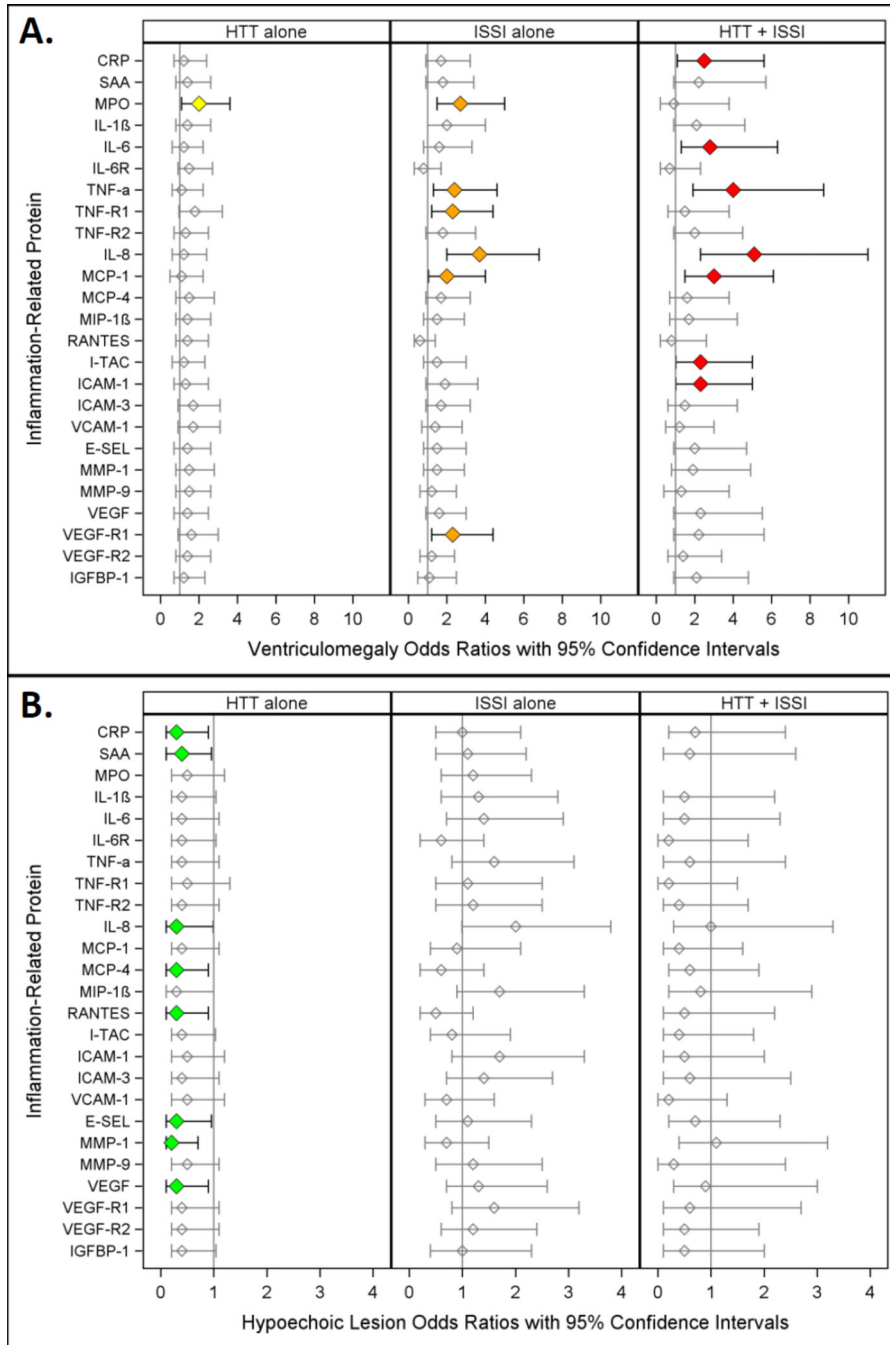 A.
HTT alone
ISSI alone
HTT + ISSI
Inflammation-Related Protein
CRP
SAA
MPO
IL-1ß
IL-6
IL-6R
TNF-a
TNF-R1
TNF-R2
IL-8
MCP-1
MCP-4
MIP-1ß
RANTES
I-TAC
ICAM-1
ICAM-3
VCAM-1
E-SEL
MMP-1
MMP-9
VEGF
VEGF-R1
VEGF-R2
IGFBP-1
0 2 4 6 8 10
0 2 4 6 8 10
0 2 4 6 8 10
Ventriculomegaly Odds Ratios with 95% Confidence Intervals
B.
HTT alone
ISSI alone
HTT + ISSI
Inflammation-Related Protein
CRP
SAA
MPO
IL-1ß
IL-6
IL-6R
TNF-a
TNF-R1
TNF-R2
IL-8
MCP-1
MCP-4
MIP-1ß
RANTES
I-TAC
ICAM-1
ICAM-3
VCAM-1
E-SEL
MMP-1
MMP-9
VEGF
VEGF-R1
VEGF-R2
IGFBP-1
0 1 2 3 4
0 1 2 3 4
0 1 2 3 4
Hypoechoic Lesion Odds Ratios with 95% Confidence Intervals